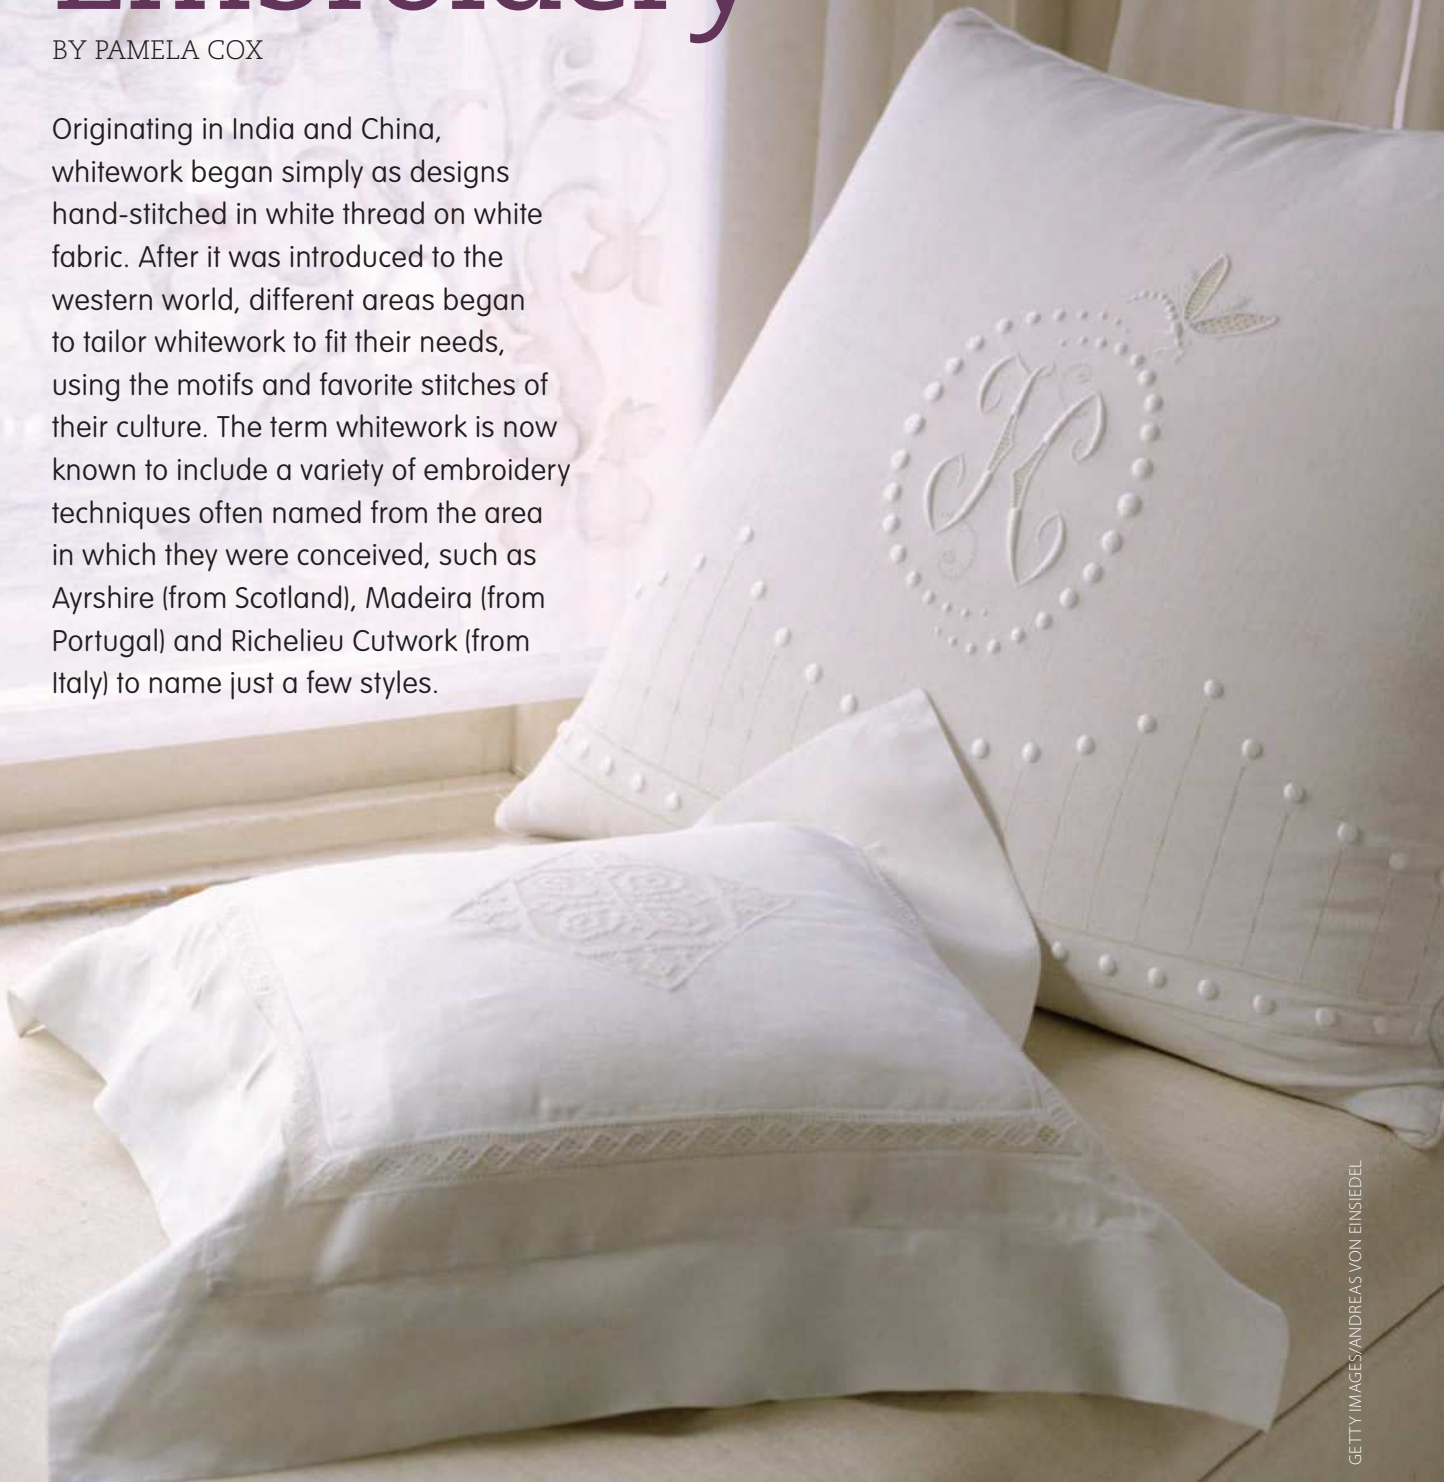 Embroidery
BY PAMELA COX
Originating in India and China,
whitework began simply as designs
hand-stitched in white thread on white
fabric. After it was introduced to the
western world, different areas began
to tailor whitework to fit their needs,
using the motifs and favorite stitches of
their culture. The term whitework is now
known to include a variety of embroidery
techniques often named from the area
in which they were conceived, such as
Ayrshire (from Scotland), Madeira (from
Portugal) and Richelieu Cutwork (from
Italy) to name just a few styles.
GETTY IMAGES/ANDREAS VON EINSIEDEL